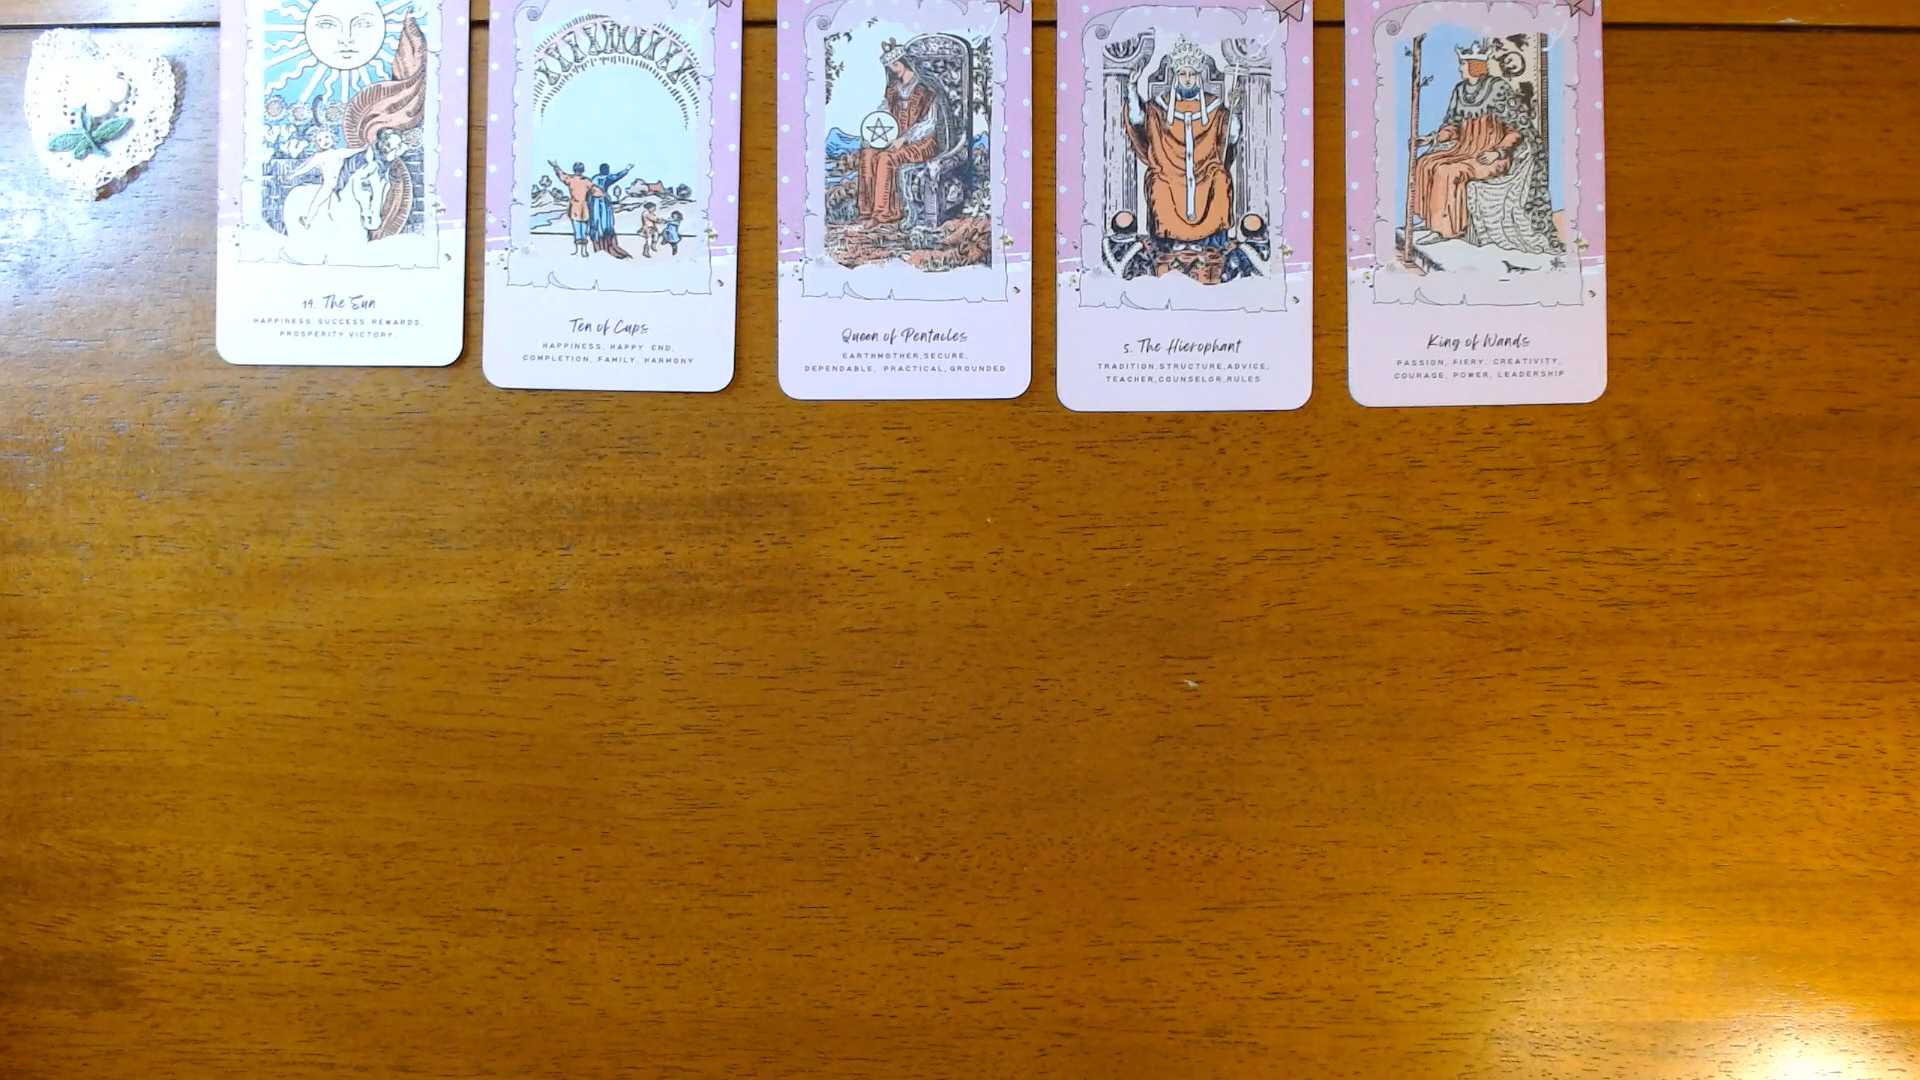 19. The Sun
HAPPINESS SUCCESS, REWARDS,
PROSPERITY, VICTORY.
Ten of Cups
HAPPINESS, HAPPY END,
COMPLETION, FAMILY, HARMONY
Queen of Pentacles
EARTHMOTHER, SECURE,
DEPENDABLE, PRACTICAL, GROUNDED
5. The Hierophant
TRADITION, STRUCTURE, ADVICE,
TEACHER, COUNSELOR, RULES
King of Wands
PASSION, FIERY, CREATIVITY,
COURAGE, POWER, LEADERSHIP